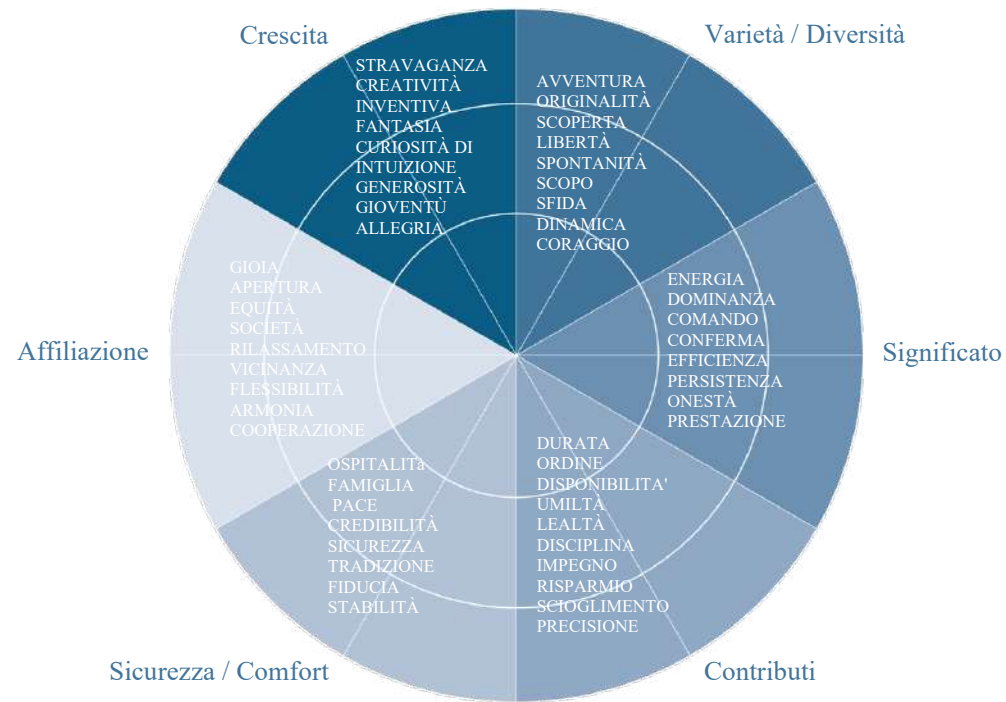 Crescita
STRAVAGANZA
CREATIVITÀ
INVENTIVA
FANTASIA
CURIOSITÀ DI
INTUIZIONE
GENEROSITÀ
GIOVENTÙ
ALLEGRIA
Varietà / Diversità
AVVENTURA
ORIGINALITÀ
SCOPERTA
LIBERTÀ
SPONTANITÀ
SCOPO
SFIDA
DINAMICA
CORAGGIO
Significato
ENERGIA
DOMINANZA
COMANDO
CONFERMA
EFFICIENZA
PERSISTENZA
ONESTÀ
PRESTAZIONE
Contributi
DURATA
ORDINE
DISPONIBILITA'
UMILTÀ
LEALTÀ
DISCIPLINA
IMPEGNO
RISPARMIO
SCIOGLIMENTO
PRECISIONE
Sicurezza / Comfort
OSPITALITà
FAMIGLIA
PACE
CREDIBILITÀ
SICUREZZA
TRADIZIONE
FIDUCIA
STABILITÀ
Affiliazione
GIOIA
APERTURA
EQUITÀ
SOCIETÀ
RILASSAMENTO
VICINANZA
FLESSIBILITÀ
ARMONIA
COOPERAZIONE